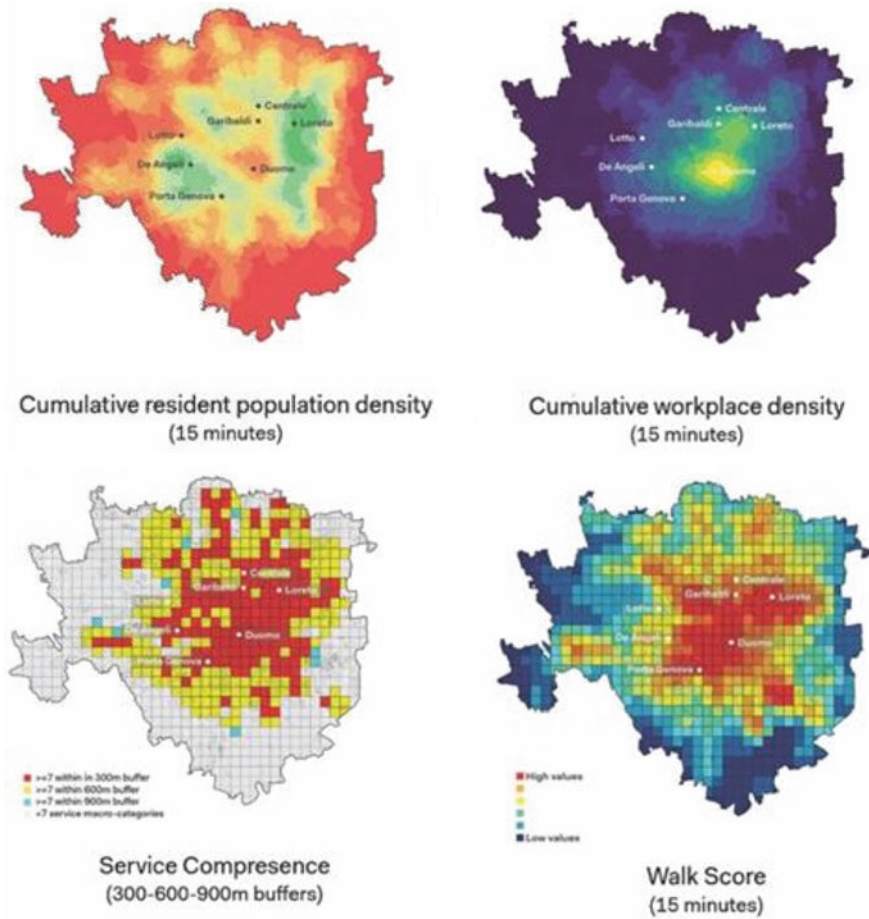 Centrale
Garibaldi
Loreto
Lotto
De Angeli
Duomo
Porta Genova
Centrale
Garibaldi
Loreto
Lotto
De Angeli
Duomo
Porta Genova
Cumulative resident population density
(15 minutes)
Cumulative workplace density
(15 minutes)
Centrale
Garibaldi
Loreto
Duomo
Porta Genova
>=7 within in 300m buffer
>=7 within 600m buffer
>=7 within 900m buffer
<7 service macro-categories
Service Compresence
(300-600-900m buffers)
Centrale
Garibaldi
Loreto
Lotto
De Angeli
Duomo
Porta Genova
High values
Low values
Walk Score
(15 minutes)